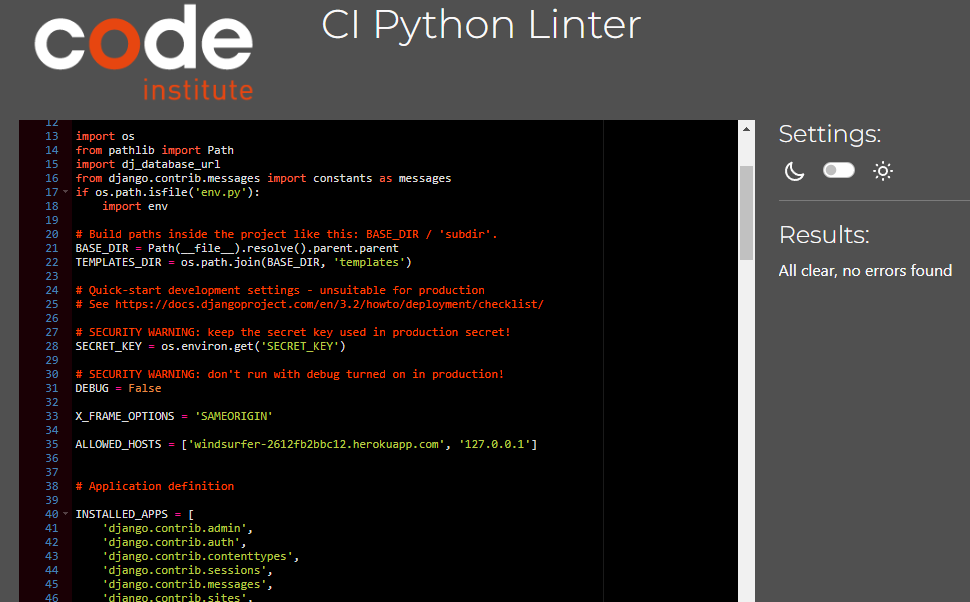 code
institute
CI Python Linter
12
13 import os
14 from pathlib import Path
15 import dj_database_url
16 from django.contrib.messages import constants as messages
17 if os.path.isfile('env.py'):
18     import env
19
20 # Build paths inside the project like this: BASE_DIR / 'subdir'.
21 BASE_DIR = Path(__file__).resolve().parent.parent
22 TEMPLATES_DIR = os.path.join(BASE_DIR, 'templates')
23
24 # Quick-start development settings - unsuitable for production
25 # See https://docs.djangoproject.com/en/3.2/howto/deployment/checklist/
26
27 # SECURITY WARNING: keep the secret key used in production secret!
28 SECRET_KEY = os.environ.get('SECRET_KEY')
29
30 # SECURITY WARNING: don't run with debug turned on in production!
31 DEBUG = False
32
33 X_FRAME_OPTIONS = 'SAMEORIGIN'
34
35 ALLOWED_HOSTS = ['windsurfer-2612fb2bbc12.herokuapp.com', '127.0.0.1']
36
37
38 # Application definition
39
40 INSTALLED_APPS = [
41     'django.contrib.admin',
42     'django.contrib.auth',
43     'django.contrib.contenttypes',
44     'django.contrib.sessions',
45     'django.contrib.messages',
46     'django.contrib.sites',
Settings:
Results:
All clear, no errors found